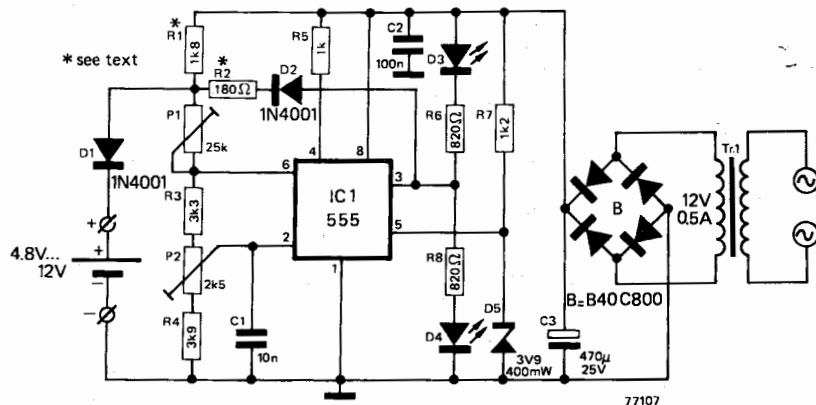 *
R1
1k8
* see text
*
R2
180Ω
D2
1N4001
R5
1k
C2
100n
D3
R6
820Ω
R7
1k2
P1
25k
D1
1N4001
R3
3k3
P2
2k5
R4
3k9
+
+
4.8V...
12V
−
−
C1
10n
4
8
6
3
IC1
555
5
2
1
R8
820Ω
D4
D5
3V9
400mW
C3
470µ
25V
B
B=B40C800
12V
0,5A
Tr.1
77107